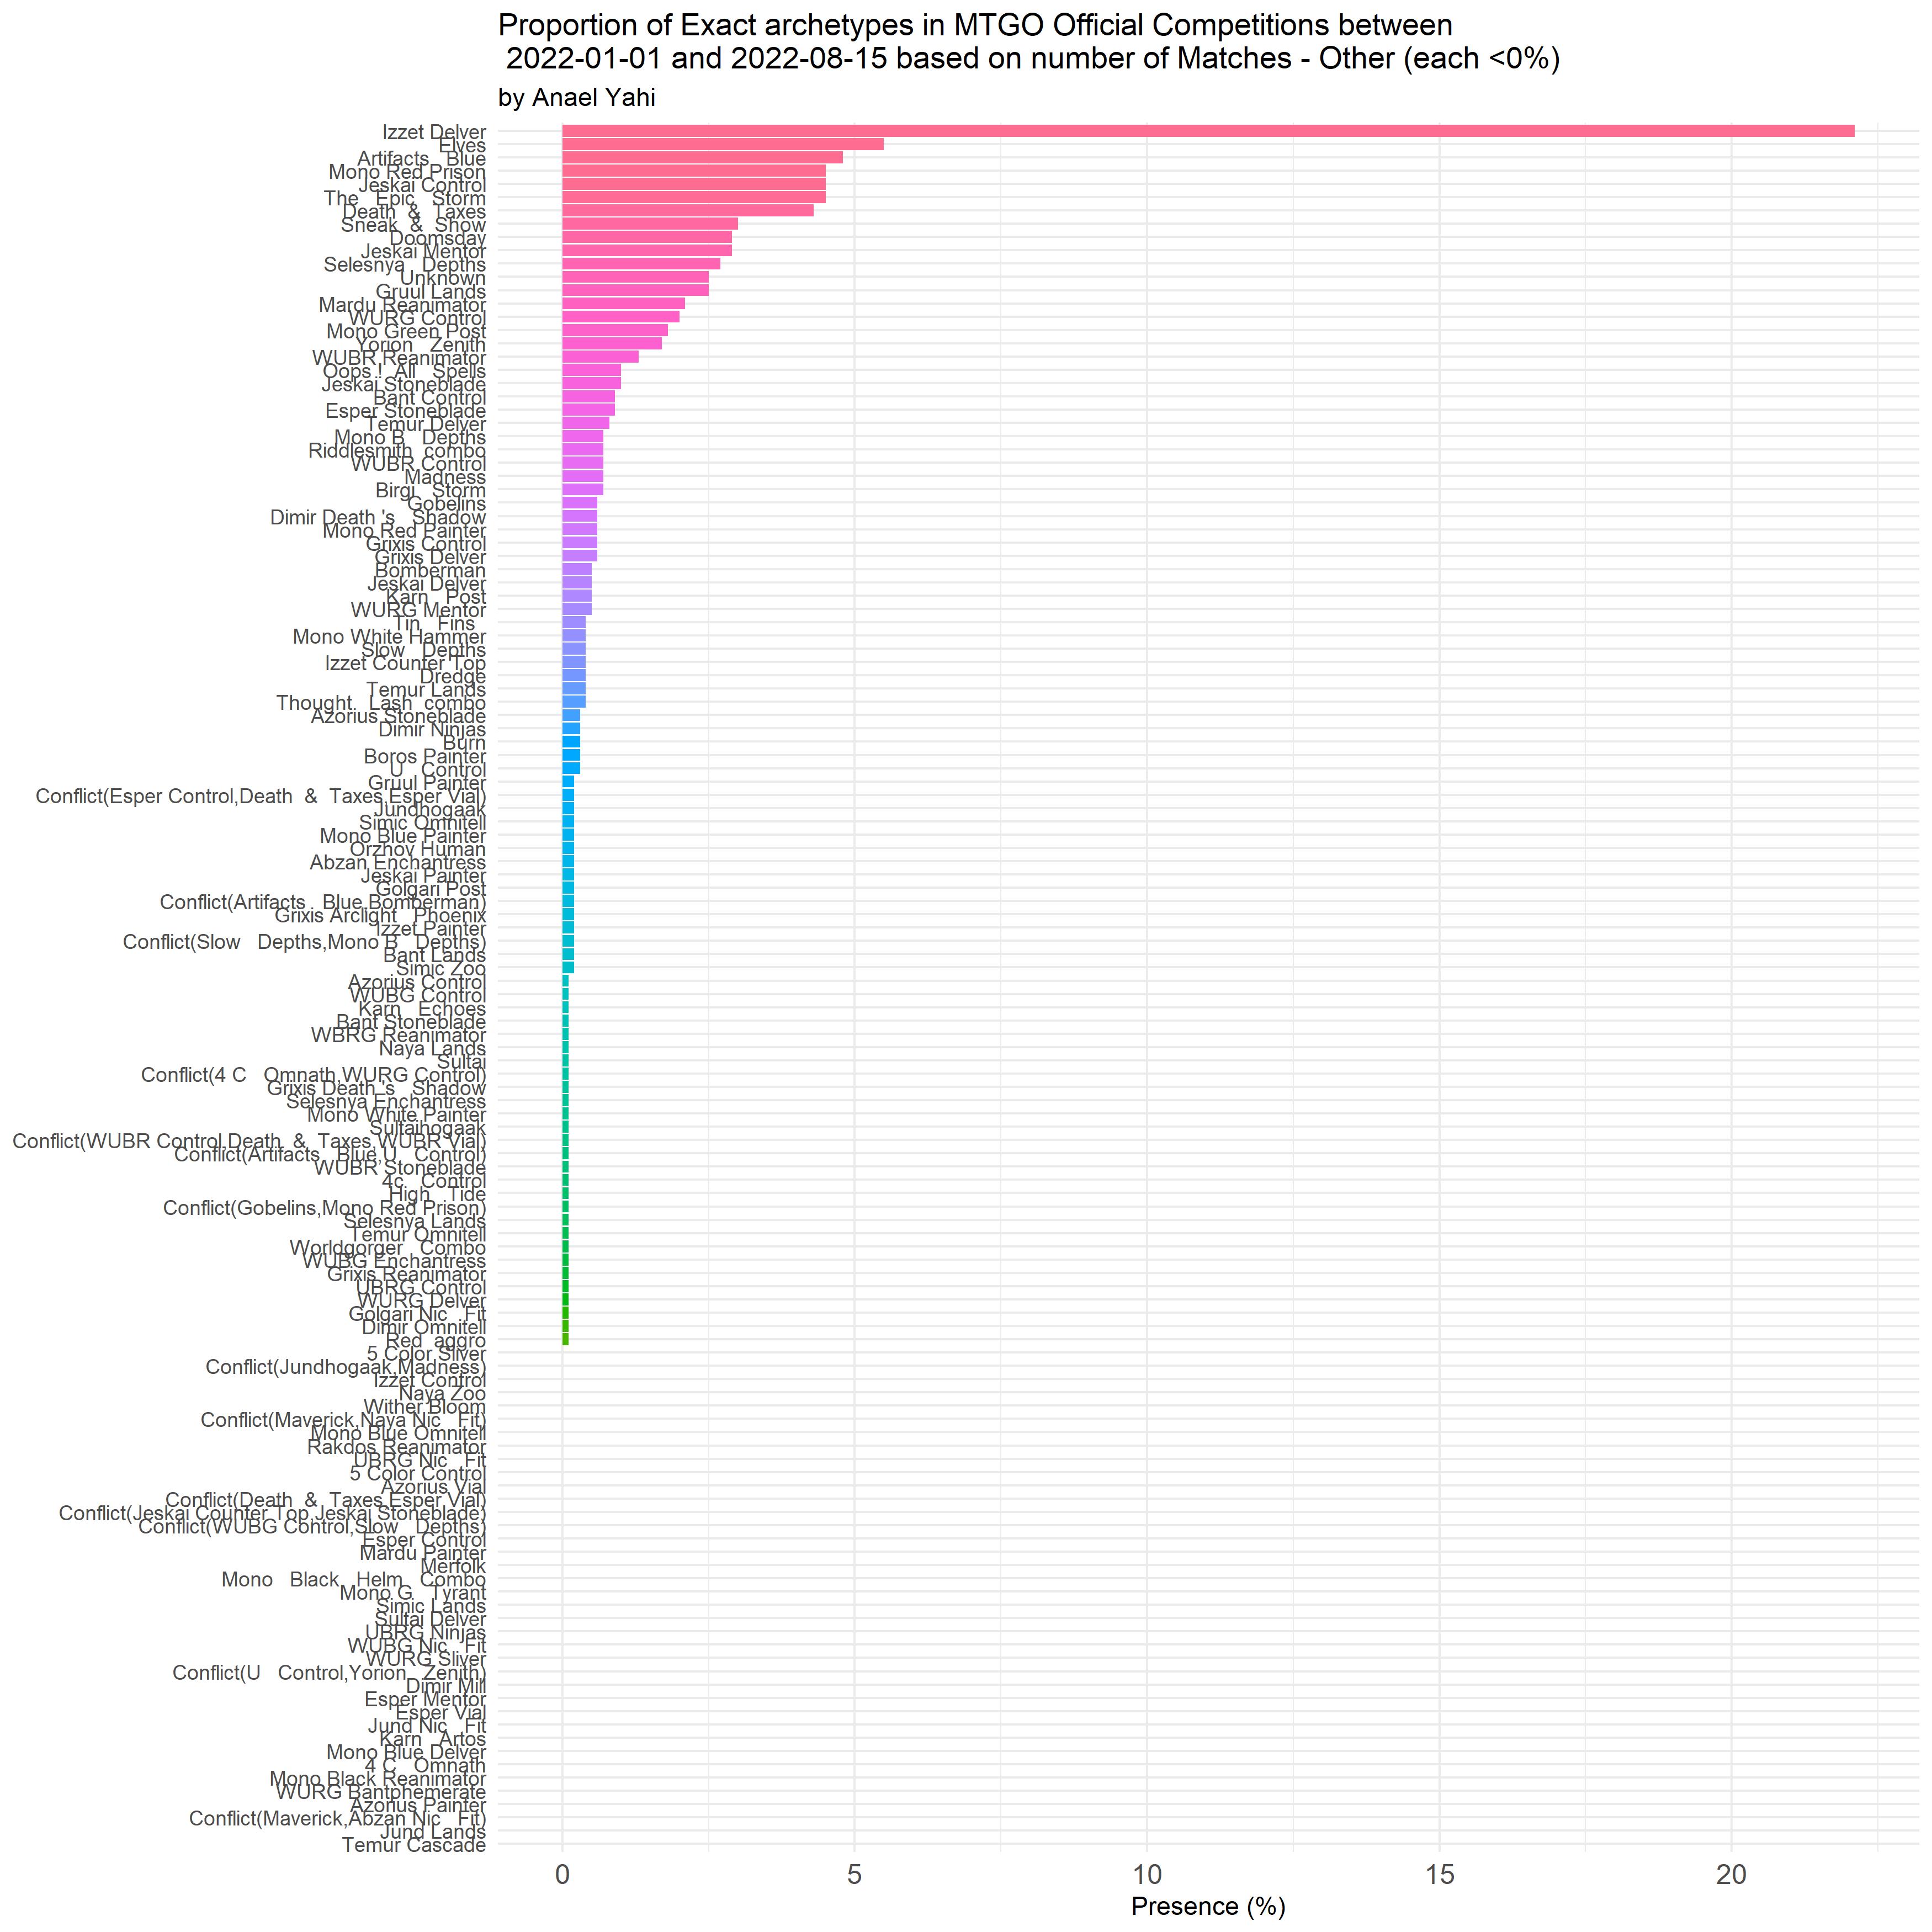 Proportion of Exact archetypes in MTGO Official Competitions between
2022-01-01 and 2022-08-15 based on number of Matches - Other (each <0%)
by Anael Yahi
Izzet Delver
Elves
Artifacts   Blue
Mono Red Prison
Jeskai Control
The   Epic   Storm
Death  &  Taxes
Sneak  &  Show
Doomsday
Jeskai Mentor
Selesnya   Depths
Unknown
Gruul Lands
Mardu Reanimator
WURG Control
Mono Green Post
Yorion   Zenith
WUBR Reanimator
Oops !  All   Spells
Jeskai Stoneblade
Bant Control
Esper Stoneblade
Temur Delver
Mono B   Depths
Riddlesmith  combo
WUBR Control
Madness
Birgi   Storm
Gobelins
Dimir Death 's   Shadow
Mono Red Painter
Grixis Control
Grixis Delver
Bomberman
Jeskai Delver
Karn   Post
WURG Mentor
Tin   Fins
Mono White Hammer
Slow   Depths
Izzet Counter Top
Dredge
Temur Lands
Thought   Lash  combo
Azorius Stoneblade
Dimir Ninjas
Burn
Boros Painter
U   Control
Gruul Painter
Conflict(Esper Control,Death  &  Taxes,Esper Vial)
Jundhogaak
Simic Omnitell
Mono Blue Painter
Orzhov Human
Abzan Enchantress
Jeskai Painter
Golgari Post
Conflict(Artifacts   Blue,Bomberman)
Grixis Arclight   Phoenix
Izzet Painter
Conflict(Slow   Depths,Mono B   Depths)
Bant Lands
Simic Zoo
Azorius Control
WUBG Control
Karn   Echoes
Bant Stoneblade
WBRG Reanimator
Naya Lands
Sultai
Conflict(4 C   Omnath,WURG Control)
Grixis Death 's   Shadow
Selesnya Enchantress
Mono White Painter
Sultaihogaak
Conflict(WUBR Control,Death  &  Taxes,WUBR Vial)
Conflict(Artifacts   Blue,U   Control)
WUBR Stoneblade
4c   Control
High   Tide
Conflict(Gobelins,Mono Red Prison)
Selesnya Lands
Temur Omnitell
Worldgorger   Combo
WUBG Enchantress
Grixis Reanimator
UBRG Control
WURG Delver
Golgari Nic   Fit
Dimir Omnitell
Red  aggro
5 Color Sliver
Conflict(Jundhogaak,Madness)
Izzet Control
Naya Zoo
Wither Bloom
Conflict(Maverick,Naya Nic   Fit)
Mono Blue Omnitell
Rakdos Reanimator
UBRG Nic   Fit
5 Color Control
Azorius Vial
Conflict(Death  &  Taxes,Esper Vial)
Conflict(Jeskai Counter Top,Jeskai Stoneblade)
Conflict(WUBG Control,Slow   Depths)
Esper Control
Mardu Painter
Merfolk
Mono   Black   Helm   Combo
Mono G   Tyrant
Simic Lands
Sultai Delver
UBRG Ninjas
WUBG Nic   Fit
WURG Sliver
Conflict(U   Control,Yorion   Zenith)
Dimir Mill
Esper Mentor
Esper Vial
Jund Nic   Fit
Karn   Artos
Mono Blue Delver
4 C   Omnath
Mono Black Reanimator
WURG Bantphemerate
Azorius Painter
Conflict(Maverick,Abzan Nic   Fit)
Jund Lands
Temur Cascade
0 5 10 15 20
Presence (%)